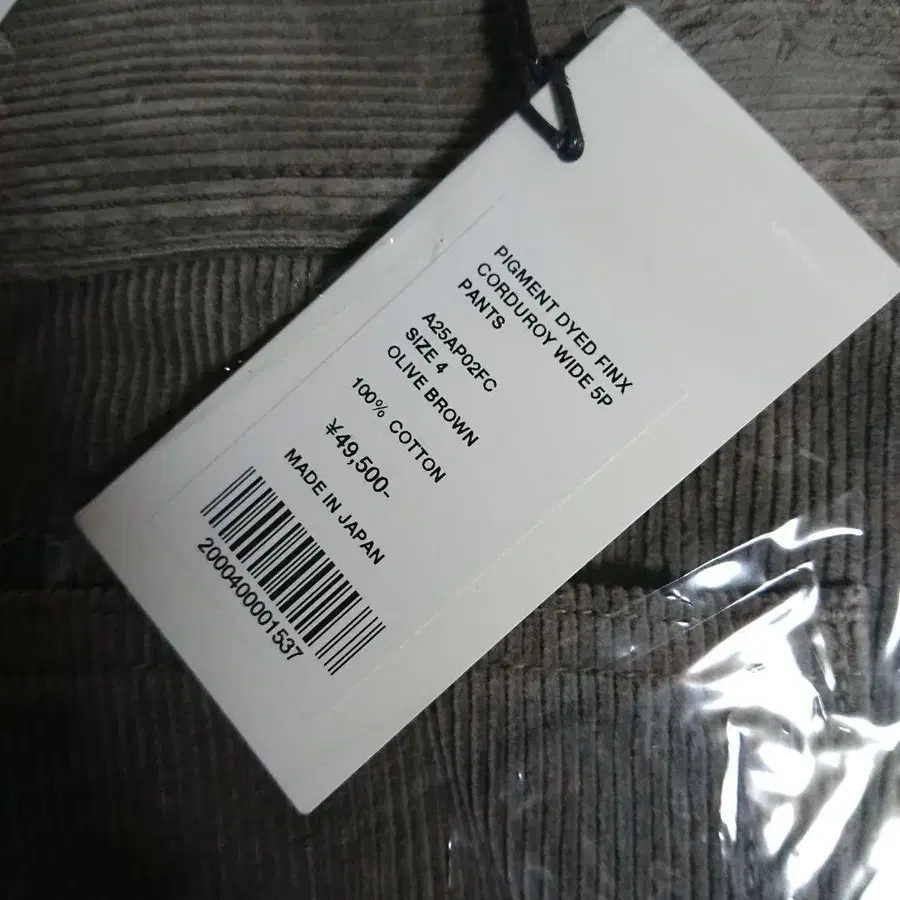 PIGMENT DYED FINX
CORDUROY WIDE 5P
PANTS
A25AP02FC
SIZE 4
OLIVE BROWN
100% COTTON
¥49,500-
MADE IN JAPAN
2000400001537